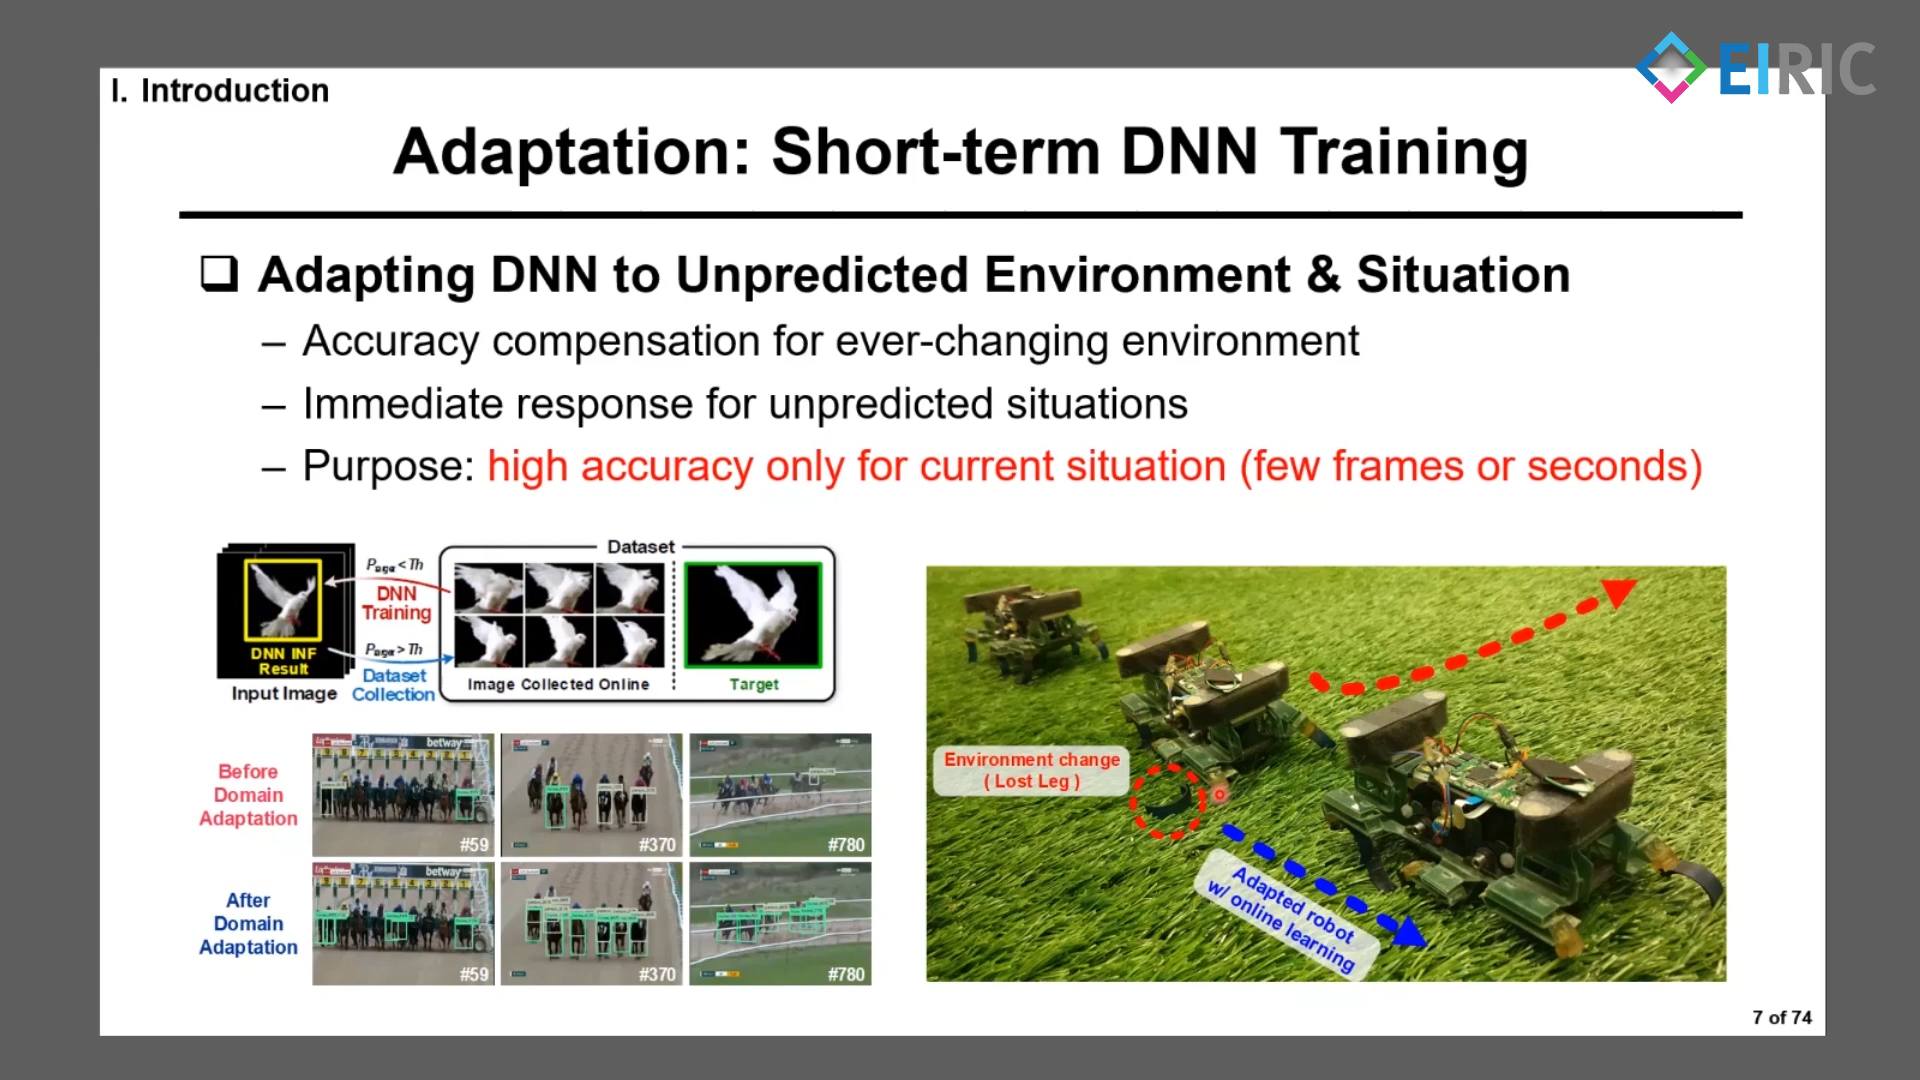 EIRIC
I. Introduction
Adaptation: Short-term DNN Training
❑ Adapting DNN to Unpredicted Environment & Situation
– Accuracy compensation for ever-changing environment
– Immediate response for unpredicted situations
– Purpose: high accuracy only for current situation (few frames or seconds)
Dataset
< Th
DNN
Training
> Th
Dataset
Collection
DNN INF
Result
Input Image
Image Collected Online
Target
Before
Domain
Adaptation
betway
#59
#370
#780
After
Domain
Adaptation
betway
#59
#370
#780
Environment change
( Lost Leg )
Adapted robot
w/ online learning
7 of 74